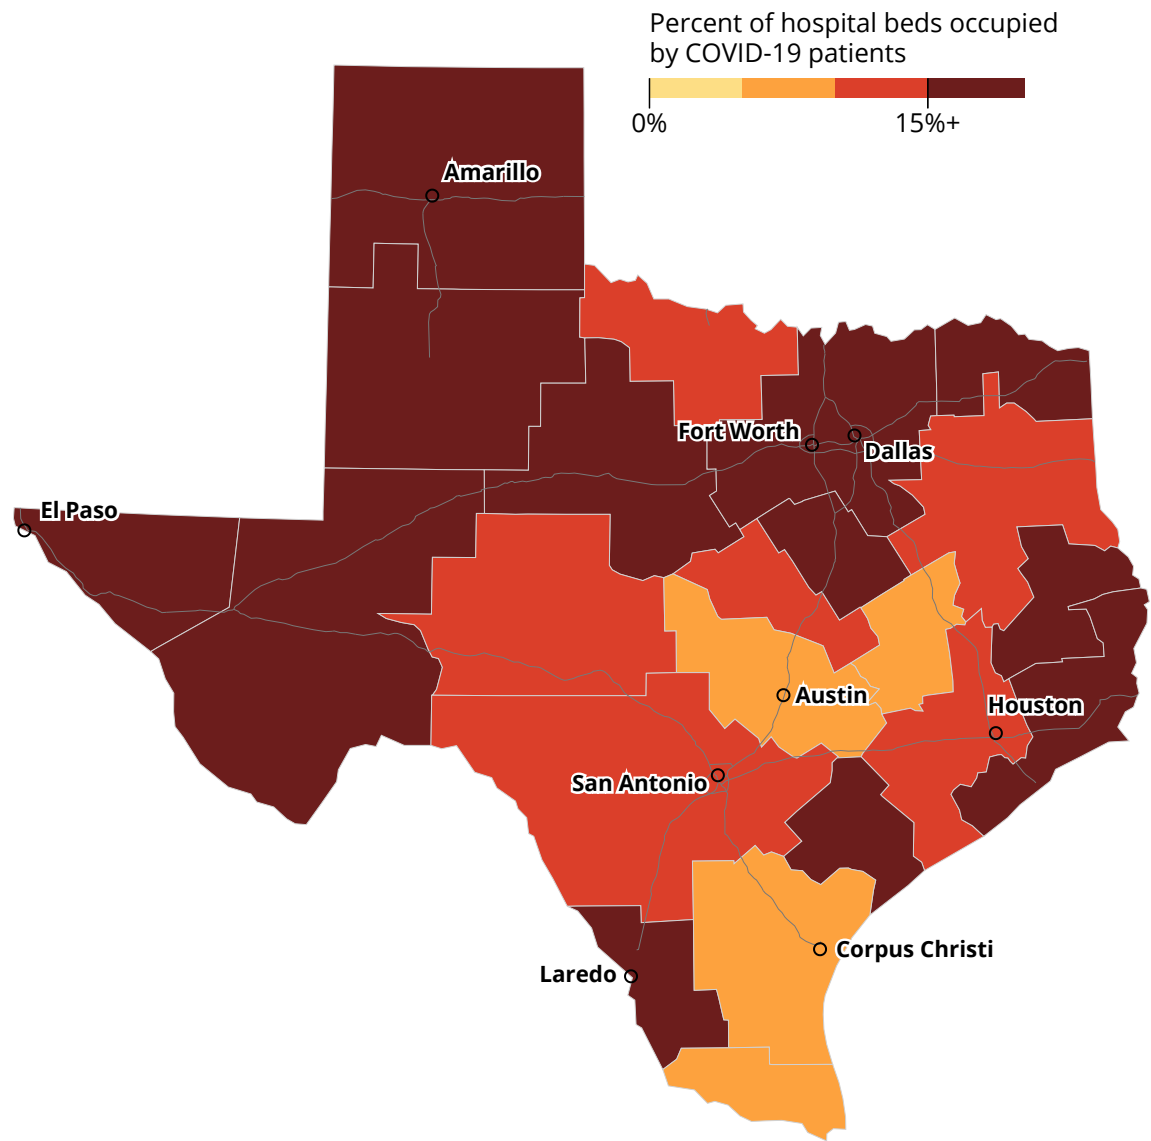 Percent of hospital beds occupied
by COVID-19 patients
0%
15%+
Amarillo
Fort Worth
Dallas
El Paso
Austin
Houston
San Antonio
Corpus Christi
Laredo